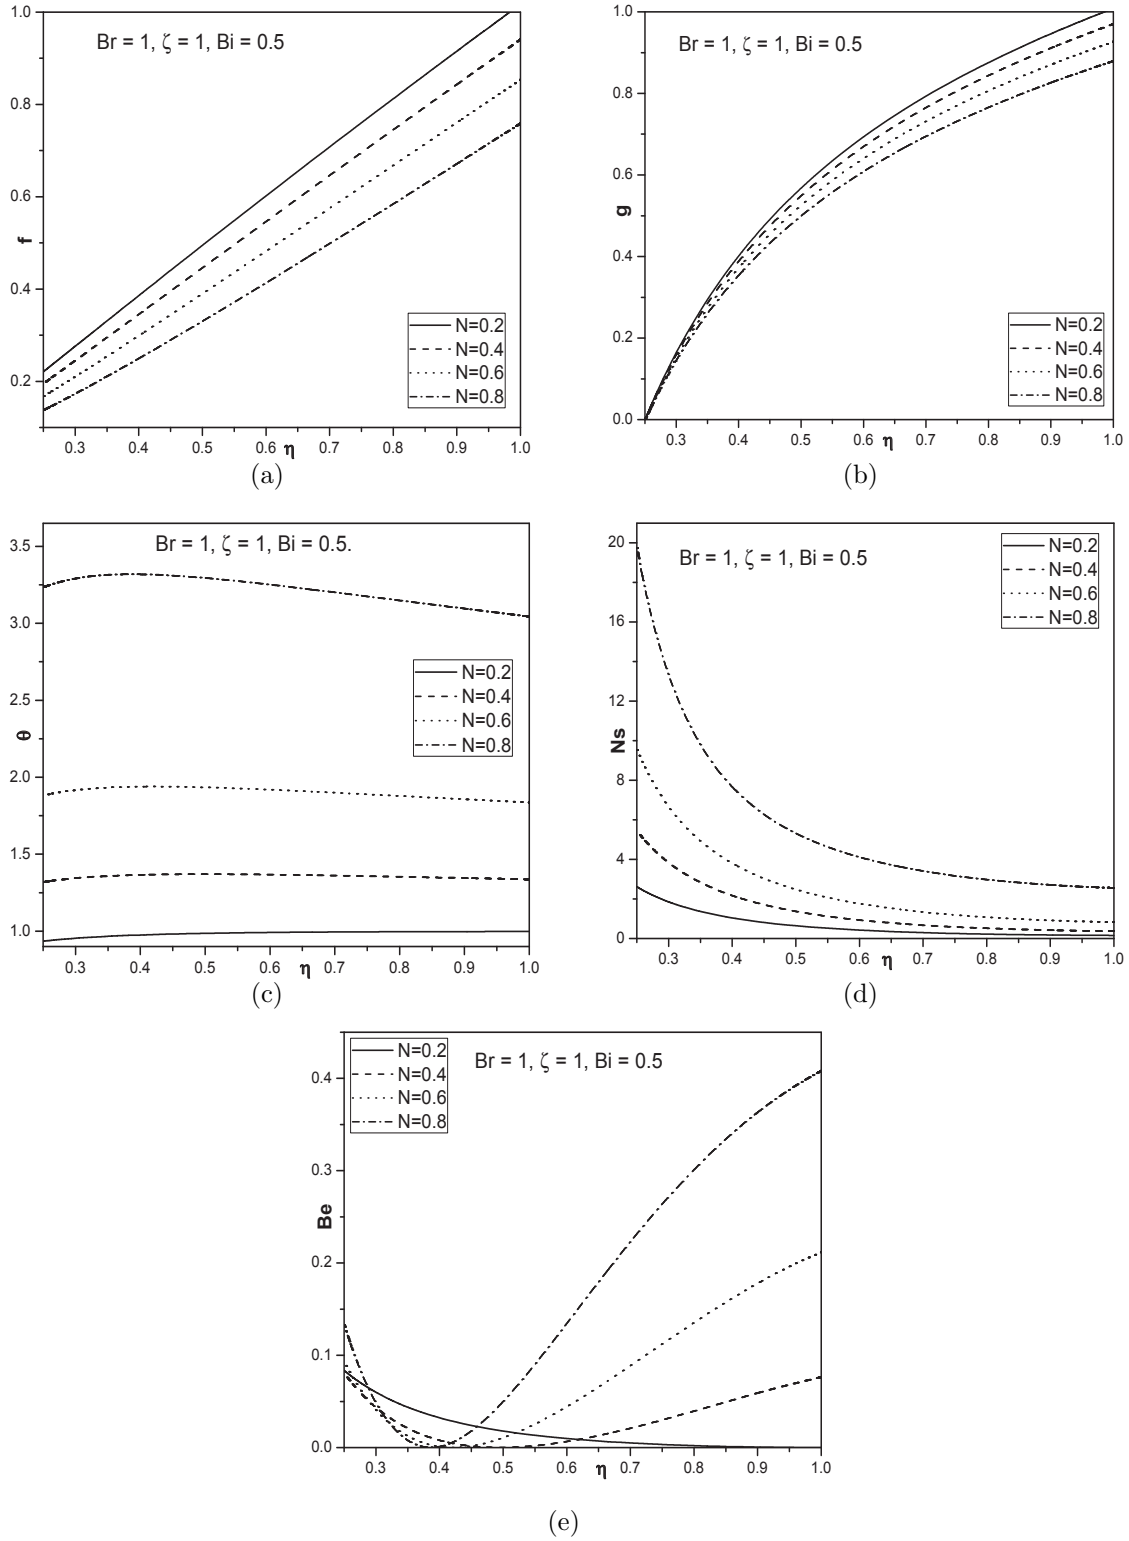 1.0
0.8
0.6
0.4
0.2
f
Br = 1, ζ = 1, Bi = 0.5
N=0.2
N=0.4
N=0.6
N=0.8
0.3 0.4 0.5 0.6 0.7 0.8 0.9 1.0
η
(a)
1.0
0.8
0.6
0.4
0.2
0.0
g
Br = 1, ζ = 1, Bi = 0.5
N=0.2
N=0.4
N=0.6
N=0.8
0.3 0.4 0.5 0.6 0.7 0.8 0.9 1.0
η
(b)
3.5
3.0
2.5
2.0
1.5
1.0
θ
Br = 1, ζ = 1, Bi = 0.5.
N=0.2
N=0.4
N=0.6
N=0.8
0.3 0.4 0.5 0.6 0.7 0.8 0.9 1.0
η
(c)
20
16
12
8
4
0
Ns
Br = 1, ζ = 1, Bi = 0.5
N=0.2
N=0.4
N=0.6
N=0.8
0.3 0.4 0.5 0.6 0.7 0.8 0.9 1.0
η
(d)
0.4
0.3
0.2
0.1
0.0
Be
N=0.2
N=0.4
N=0.6
N=0.8
Br = 1, ζ = 1, Bi = 0.5
0.3 0.4 0.5 0.6 0.7 0.8 0.9 1.0
η
(e)